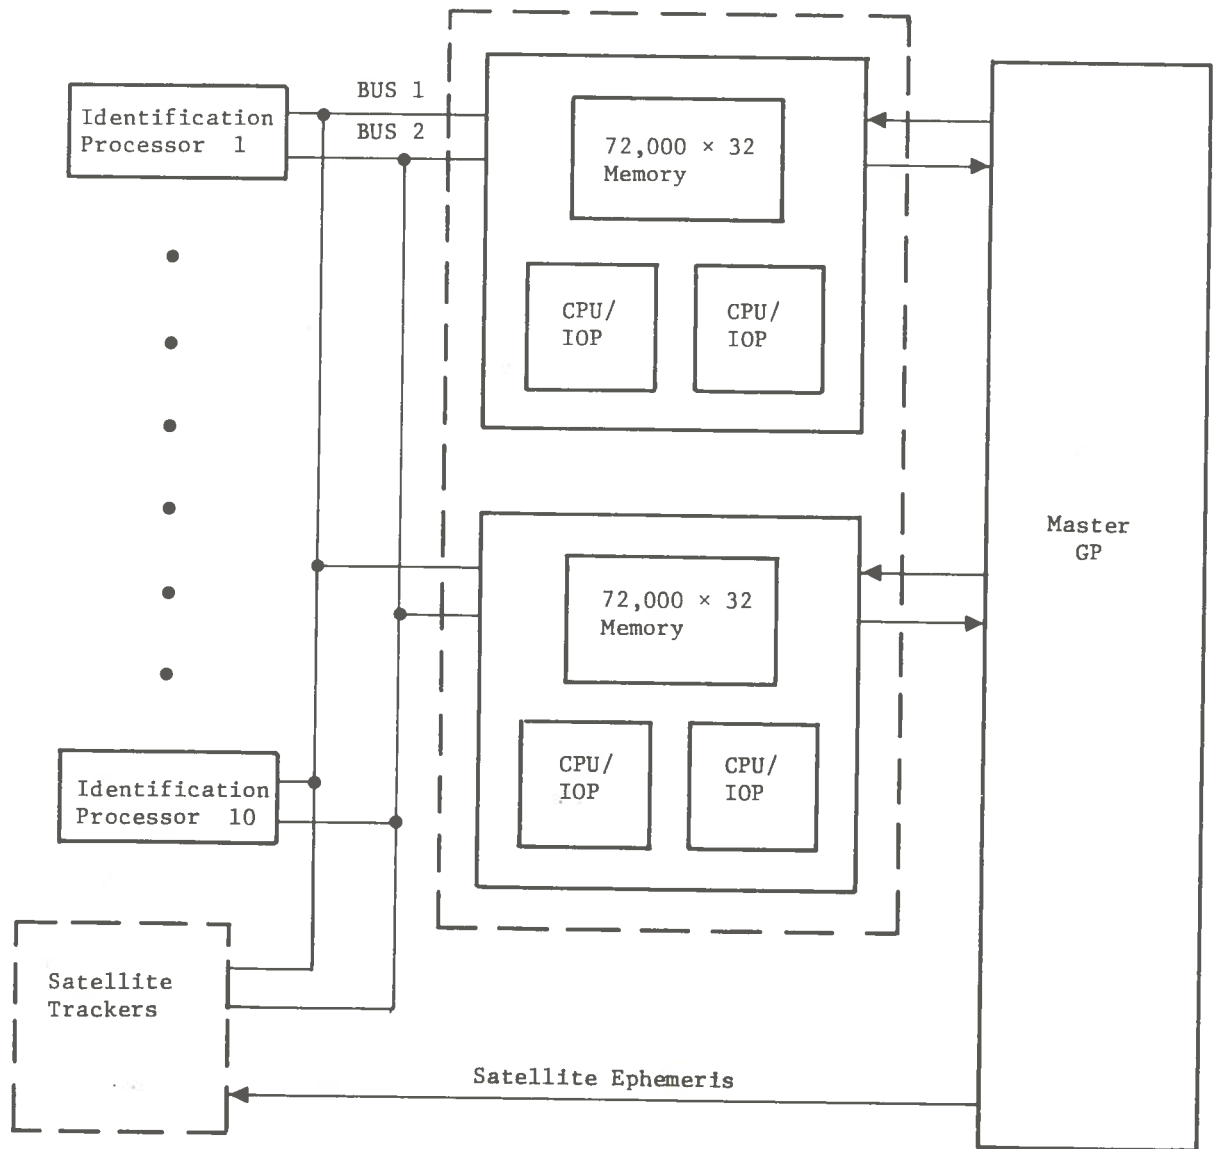 BUS 1
Identification
Processor 1
BUS 2
72,000 × 32
Memory
CPU/
IOP
CPU/
IOP
Master
GP
72,000 × 32
Memory
CPU/
IOP
CPU/
IOP
Identification
Processor 10
Satellite
Trackers
Satellite Ephemeris